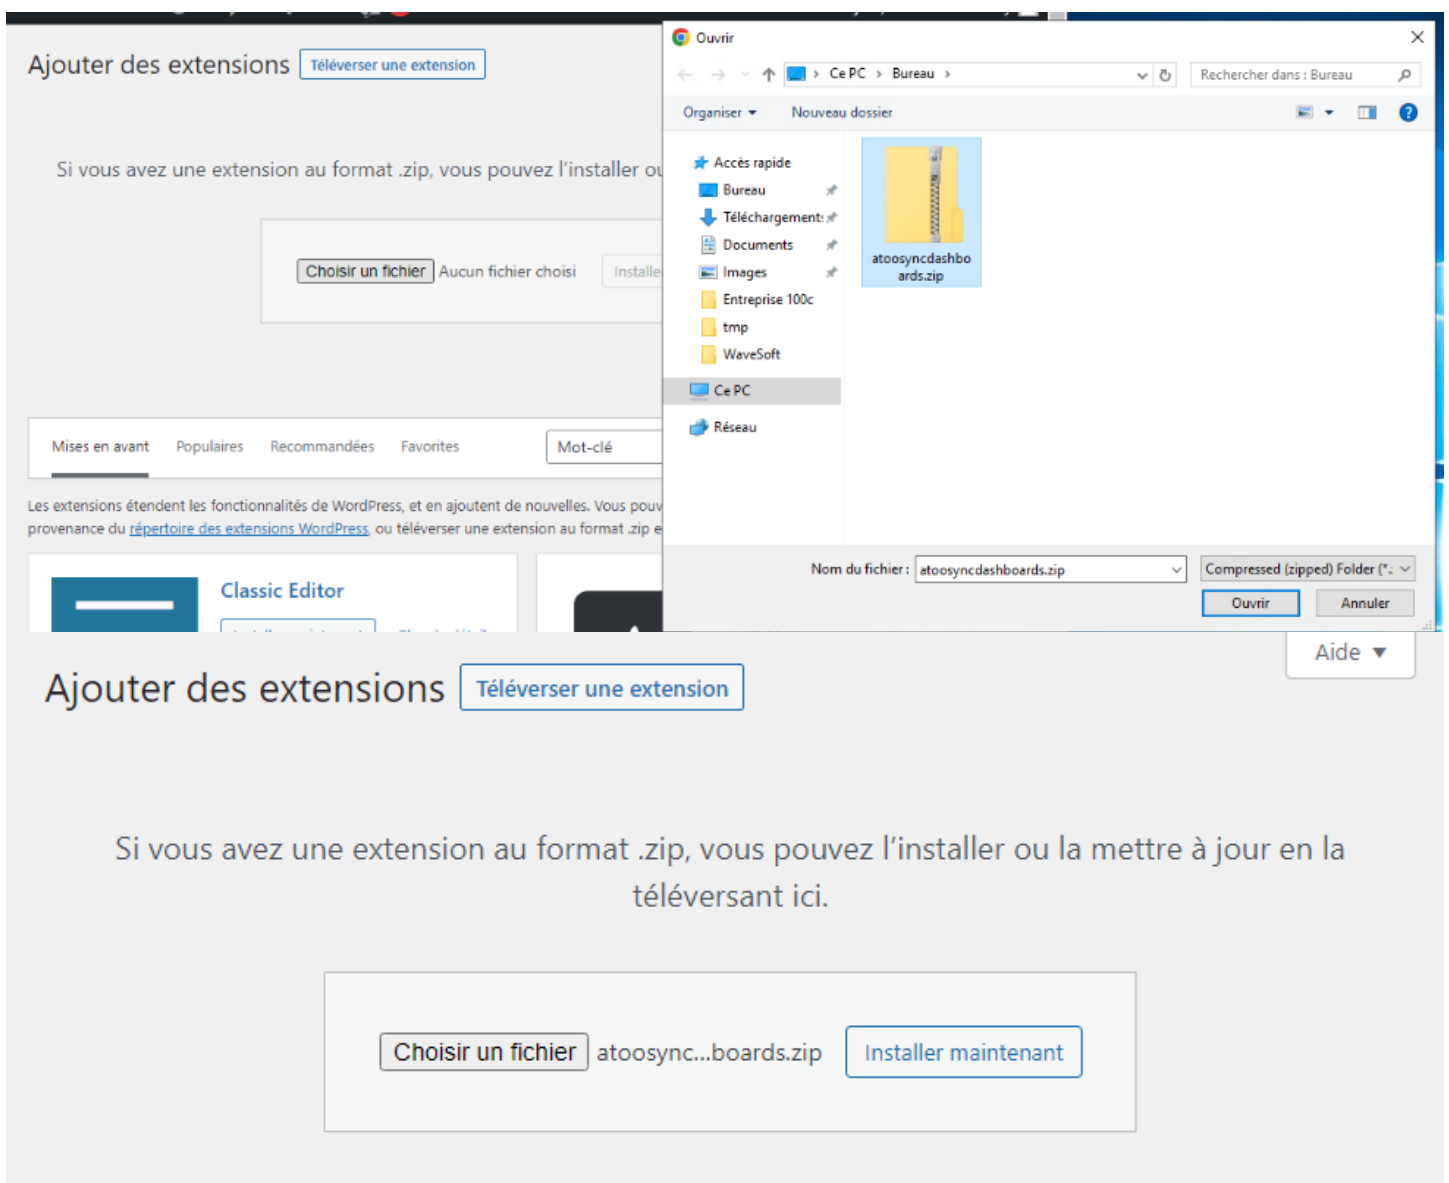 Ajouter des extensions Téléverser une extension
Si vous avez une extension au format .zip, vous pouvez l'installer ou
Choisir un fichier Aucun fichier choisi Installe
Mises en avant Populaires Recommandées Favorites Mot-clé
Les extensions étendent les fonctionnalités de WordPress, et en ajoutent de nouvelles. Vous pouv
provenance du répertoire des extensions WordPress, ou téléverser une extension au format .zip e
Classic Editor
Ouvrir
Ce PC > Bureau >
Rechercher dans : Bureau
Organiser Nouveau dossier
Accès rapide
Bureau
Téléchargements
Documents
Images
Entreprise 100c
tmp
WaveSoft
Ce PC
Réseau
atoosyncdashbo
ards.zip
Nom du fichier : atoosyncdashboards.zip Compressed (zipped) Folder (*.
Ouvrir Annuler
Aide ▼
Ajouter des extensions Téléverser une extension
Si vous avez une extension au format .zip, vous pouvez l'installer ou la mettre à jour en la
téléversant ici.
Choisir un fichier atoosync...boards.zip Installer maintenant